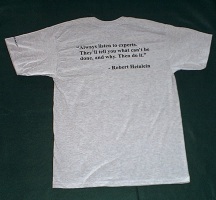 "Always listen to experts.
They'll tell you what can't be
done, and why. Then do it."
- Robert Heinlein